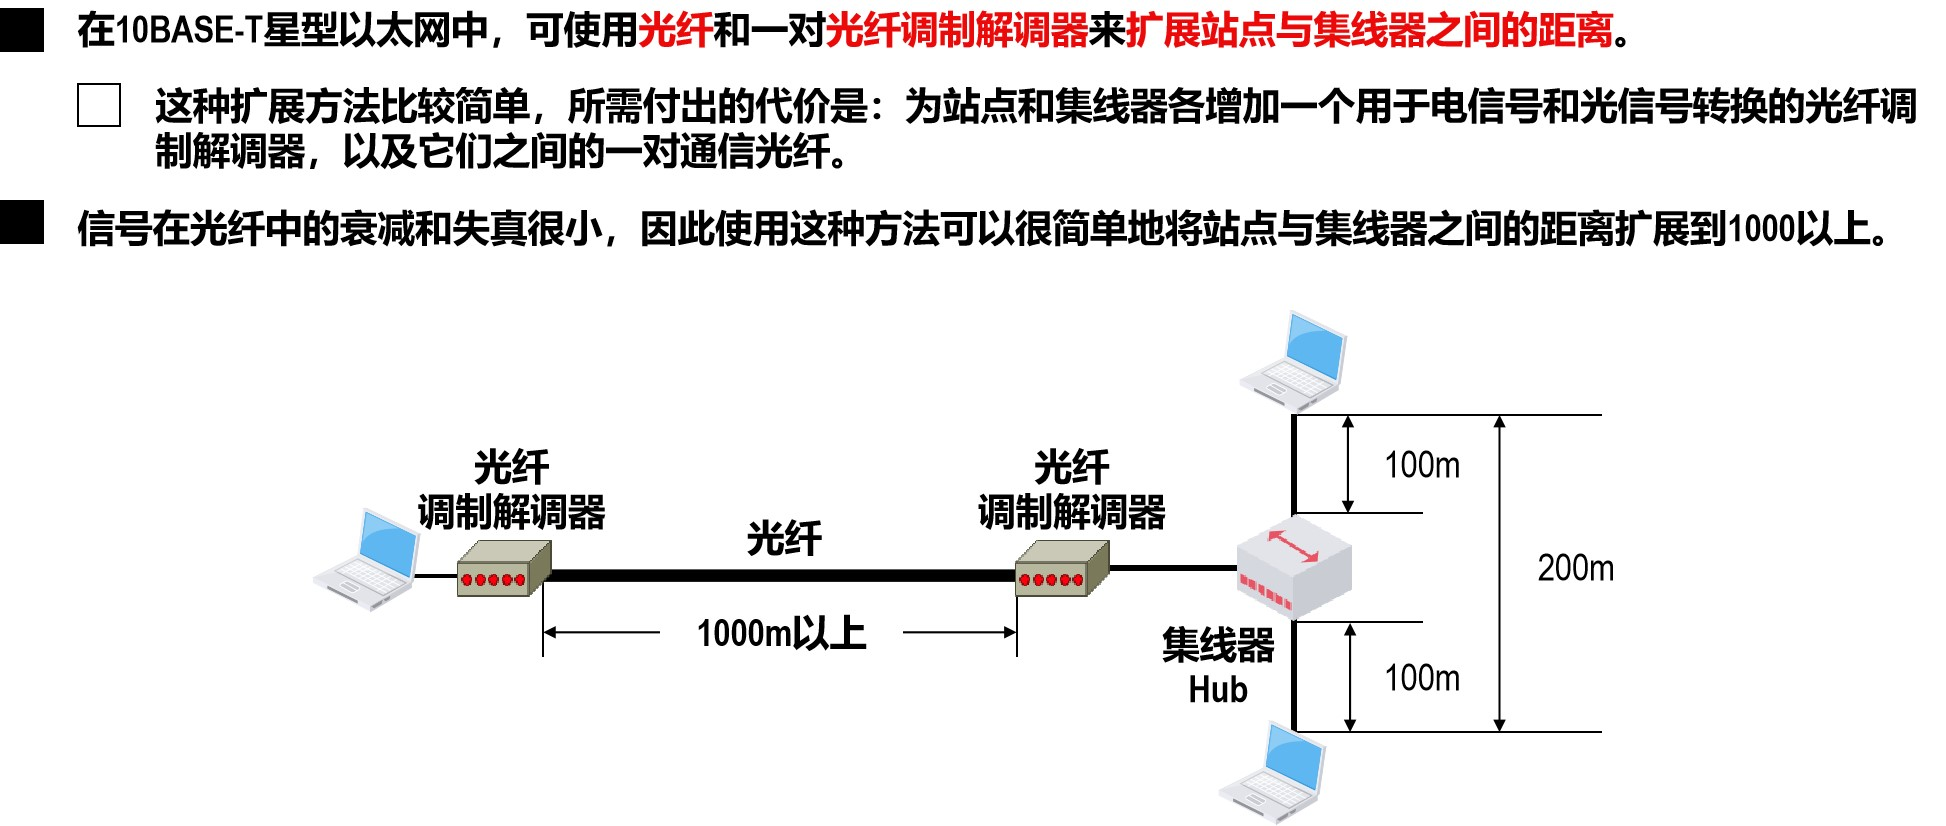 在10BASE-T星型以太网中，可使用光纤和一对光纤调制解调器来扩展站点与集线器之间的距离。
这种扩展方法比较简单，所需付出的代价是：为站点和集线器各增加一个用于电信号和光信号转换的光纤调
制解调器，以及它们之间的一对通信光纤。
信号在光纤中的衰减和失真很小，因此使用这种方法可以很简单地将站点与集线器之间的距离扩展到1000以上。
光纤
调制解调器
光纤
光纤
调制解调器
1000m以上
集线器
Hub
100m
200m
100m